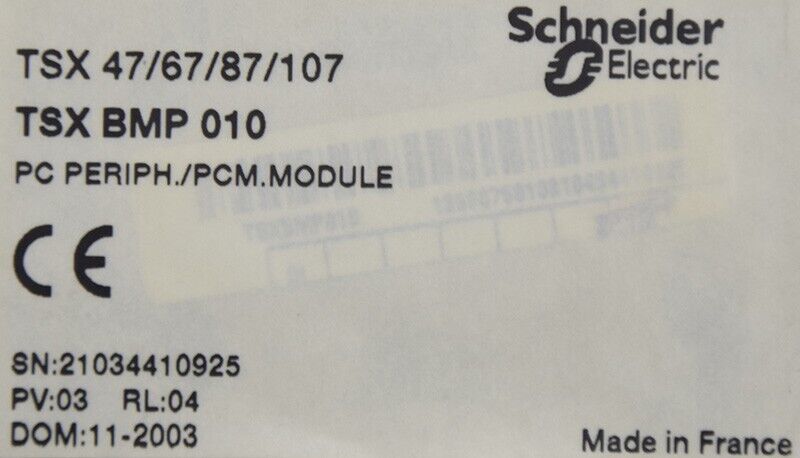 Schneider
Electric
TSX 47/67/87/107
TSX BMP 010
PC PERIPH./PCM.MODULE
CE
SN:21034410925
PV:03 RL:04
DOM:11-2003
Made in France